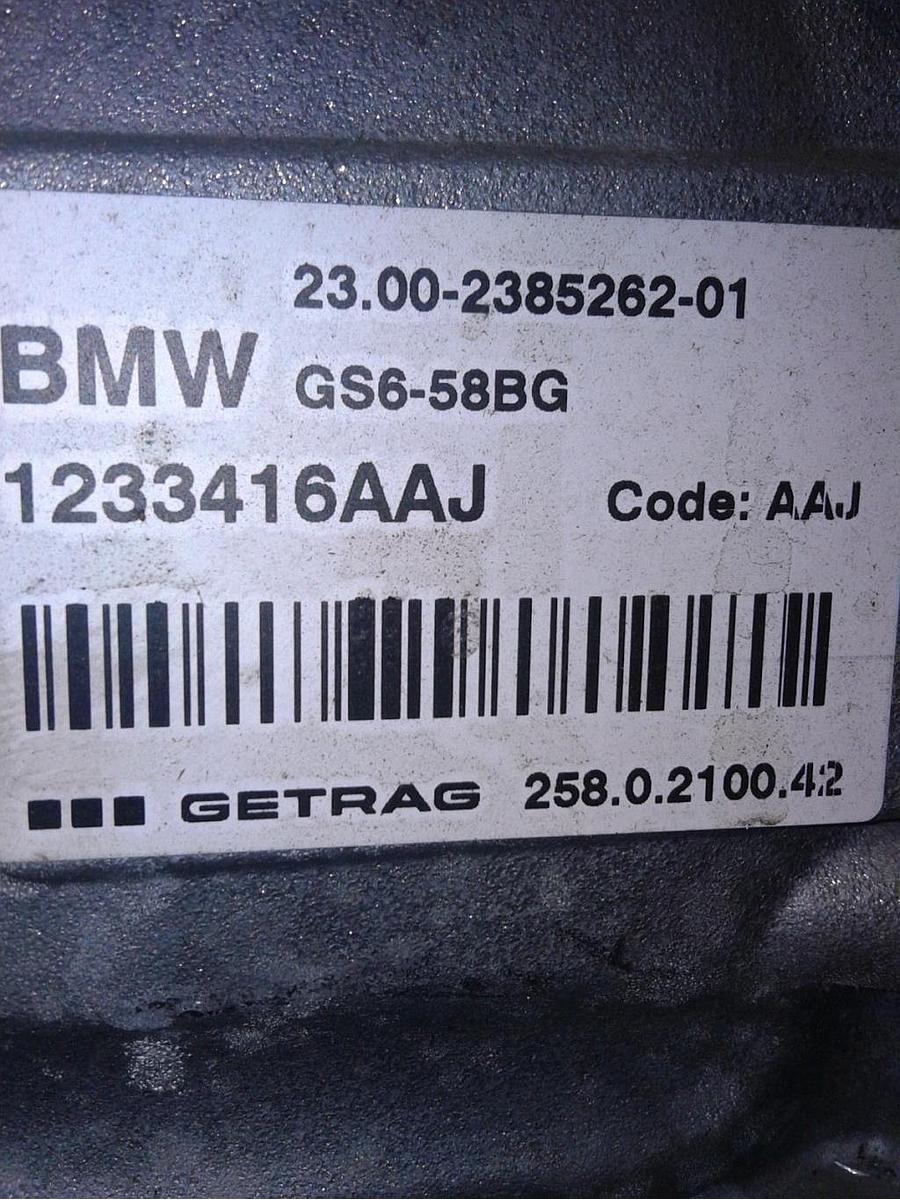 23.00-2385262-01
BMW GS6-58BG
1233416AAJ Code: AAJ
GETRAG 258.0.2100.42